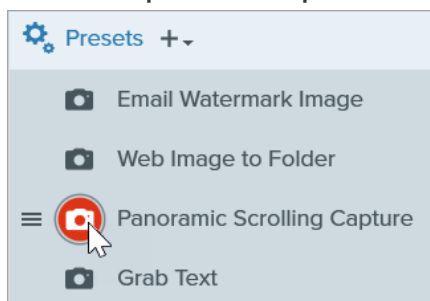 Presets
Email Watermark Image
Web Image to Folder
Panoramic Scrolling Capture
Grab Text